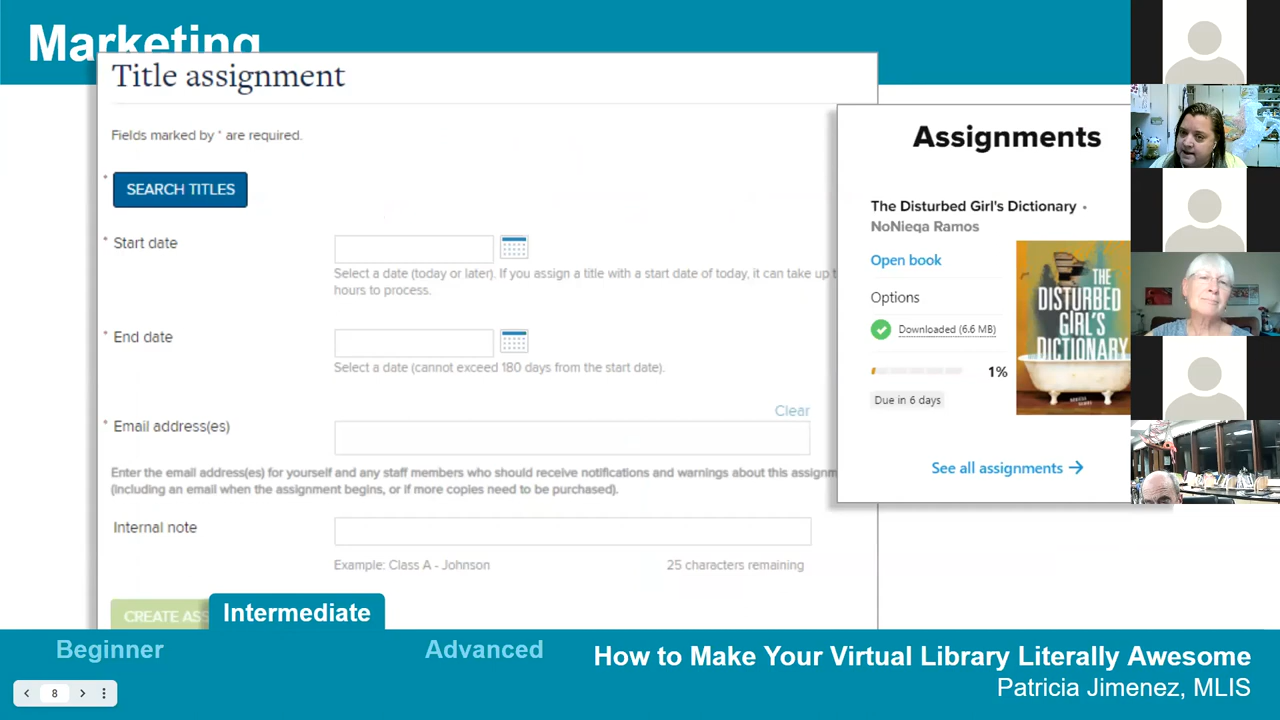 Marketing
Title assignment
Fields marked by * are required.
* SEARCH TITLES
* Start date
Select a date (today or later). If you assign a title with a start date of today, it can take up t
hours to process.
* End date
Select a date (cannot exceed 180 days from the start date).
Clear
* Email address(es)
Enter the email address(es) for yourself and any staff members who should receive notifications and warnings about this assignm
(including an email when the assignment begins, or if more copies need to be purchased).
Internal note
Example: Class A - Johnson
25 characters remaining
CREATE ASS
Assignments
The Disturbed Girl's Dictionary •
NoNieqa Ramos
Open book
Options
Downloaded (6.6 MB)
1%
Due in 6 days
THE
DISTURBED
GIRL'S
DICTIONARY
See all assignments →
Beginner
Intermediate
Advanced
How to Make Your Virtual Library Literally Awesome
Patricia Jimenez, MLIS
8